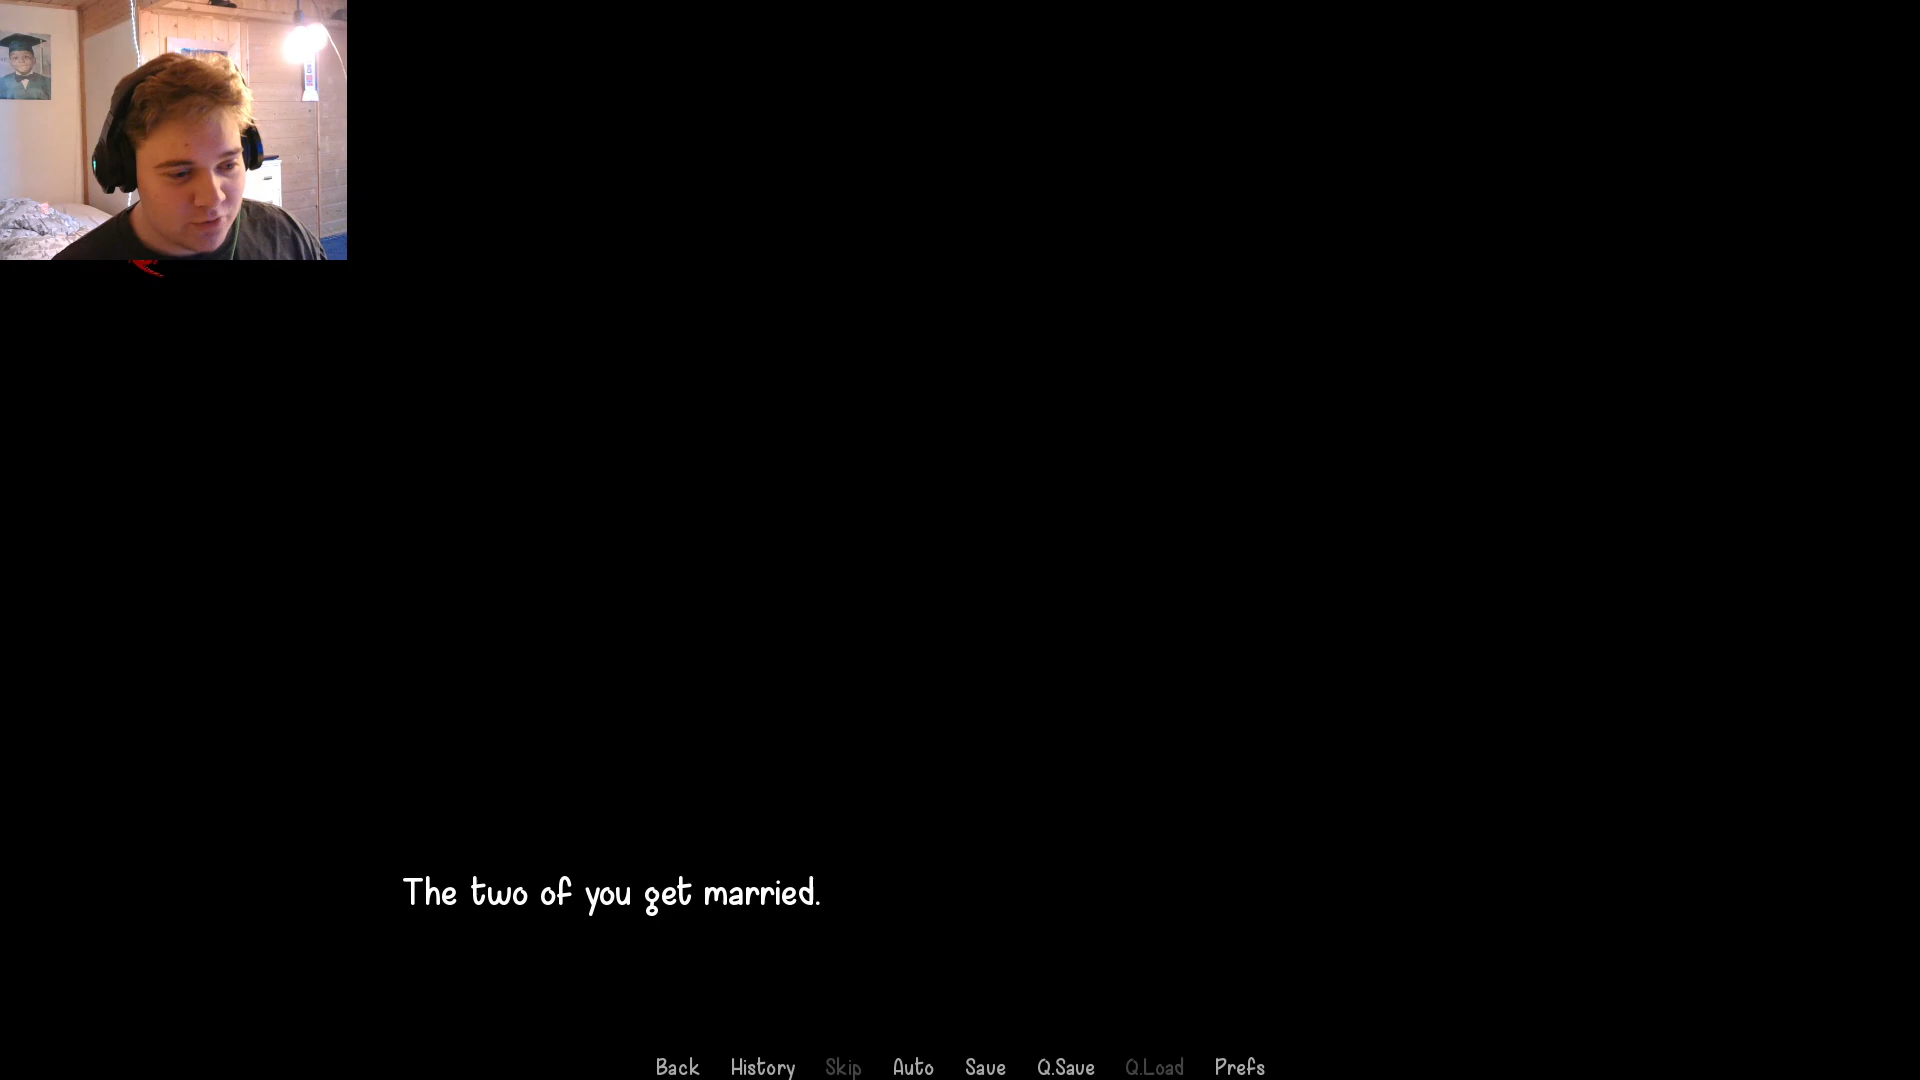 The two of you get married.
Back History Skip Auto Save Q.Save Q.Load Prefs